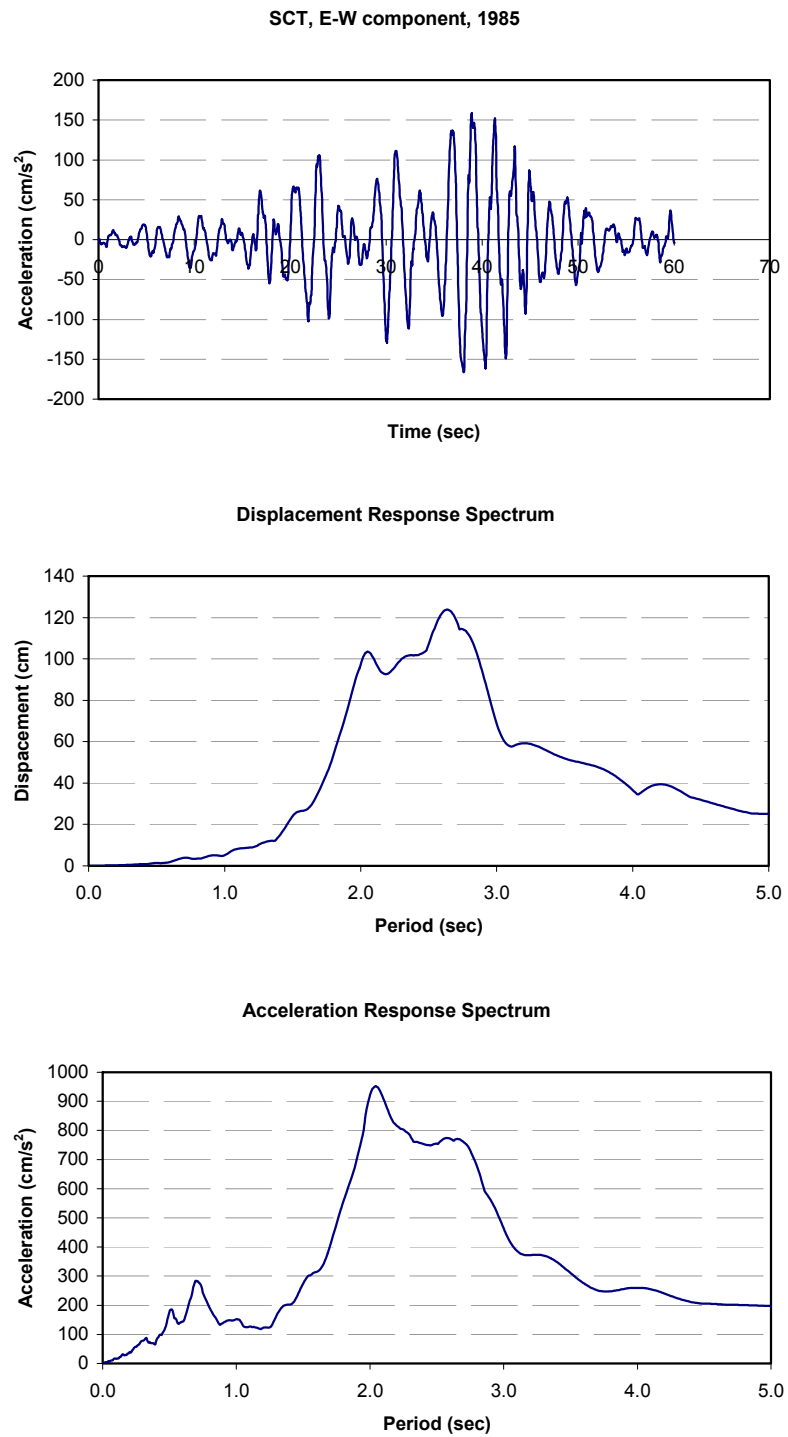 SCT, E-W component, 1985
200
150
100
50
0
-50
-100
-150
-200
0 10 20 30 40 50 60 70
Acceleration (cm/s²)
Time (sec)
Displacement Response Spectrum
140
120
100
80
60
40
20
0
0.0 1.0 2.0 3.0 4.0 5.0
Dispacement (cm)
Period (sec)
Acceleration Response Spectrum
1000
900
800
700
600
500
400
300
200
100
0
0.0 1.0 2.0 3.0 4.0 5.0
Acceleration (cm/s²)
Period (sec)